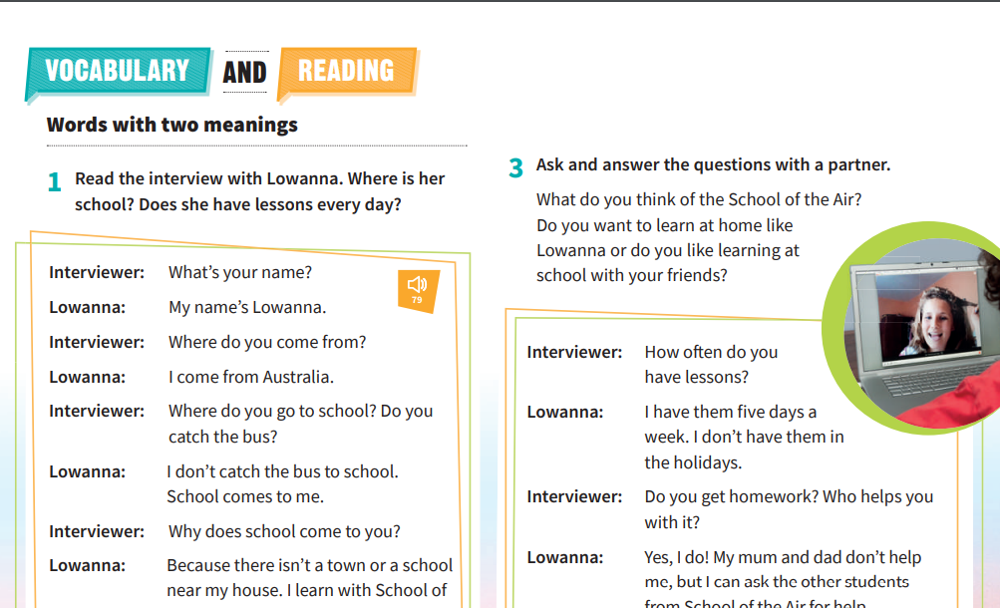 VOCABULARY AND READING
Words with two meanings
1 Read the interview with Lowanna. Where is her
school? Does she have lessons every day?
79
Interviewer: What's your name?
Lowanna: My name's Lowanna.
Interviewer: Where do you come from?
Lowanna: I come from Australia.
Interviewer: Where do you go to school? Do you
catch the bus?
Lowanna: I don't catch the bus to school.
School comes to me.
Interviewer: Why does school come to you?
Lowanna: Because there isn't a town or a school
near my house. I learn with School of
3 Ask and answer the questions with a partner.
What do you think of the School of the Air?
Do you want to learn at home like
Lowanna or do you like learning at
school with your friends?
Interviewer: How often do you
have lessons?
Lowanna: I have them five days a
week. I don't have them in
the holidays.
Interviewer: Do you get homework? Who helps you
with it?
Lowanna: Yes, I do! My mum and dad don't help
me, but I can ask the other students
from School of the Air for help.